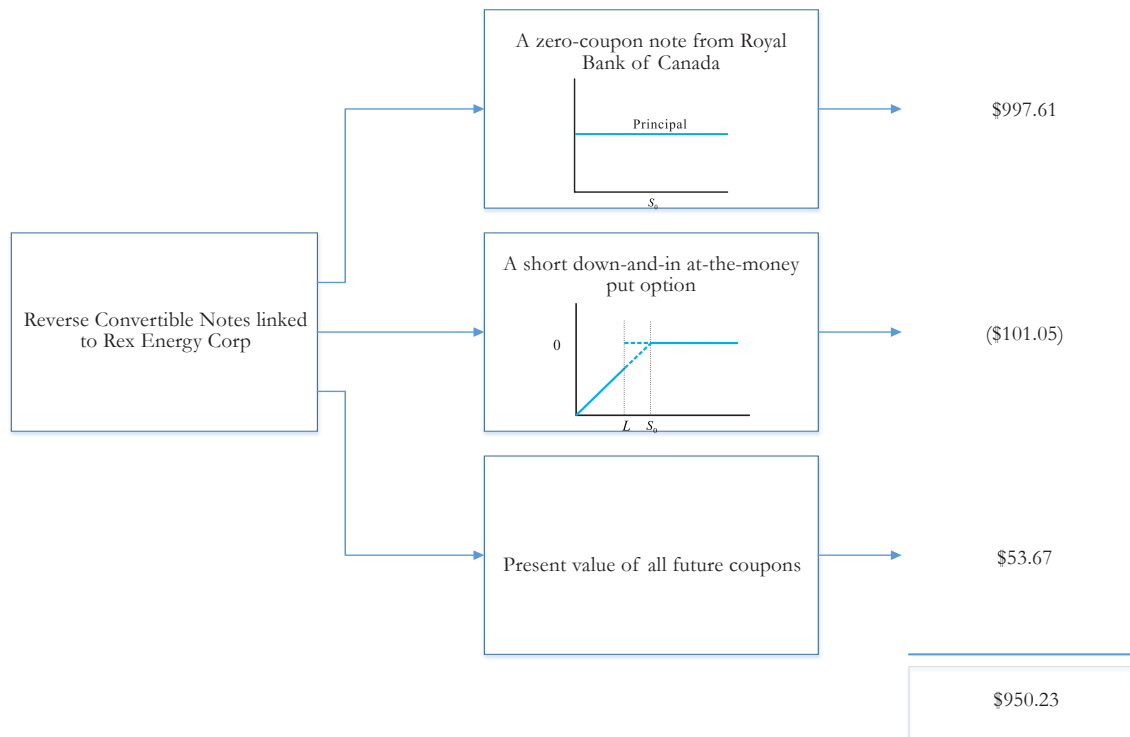 A zero-coupon note from Royal
Bank of Canada
Principal
S₀
$997.61
Reverse Convertible Notes linked
to Rex Energy Corp
A short down-and-in at-the-money
put option
0
L S₀
($101.05)
Present value of all future coupons
$53.67
$950.23